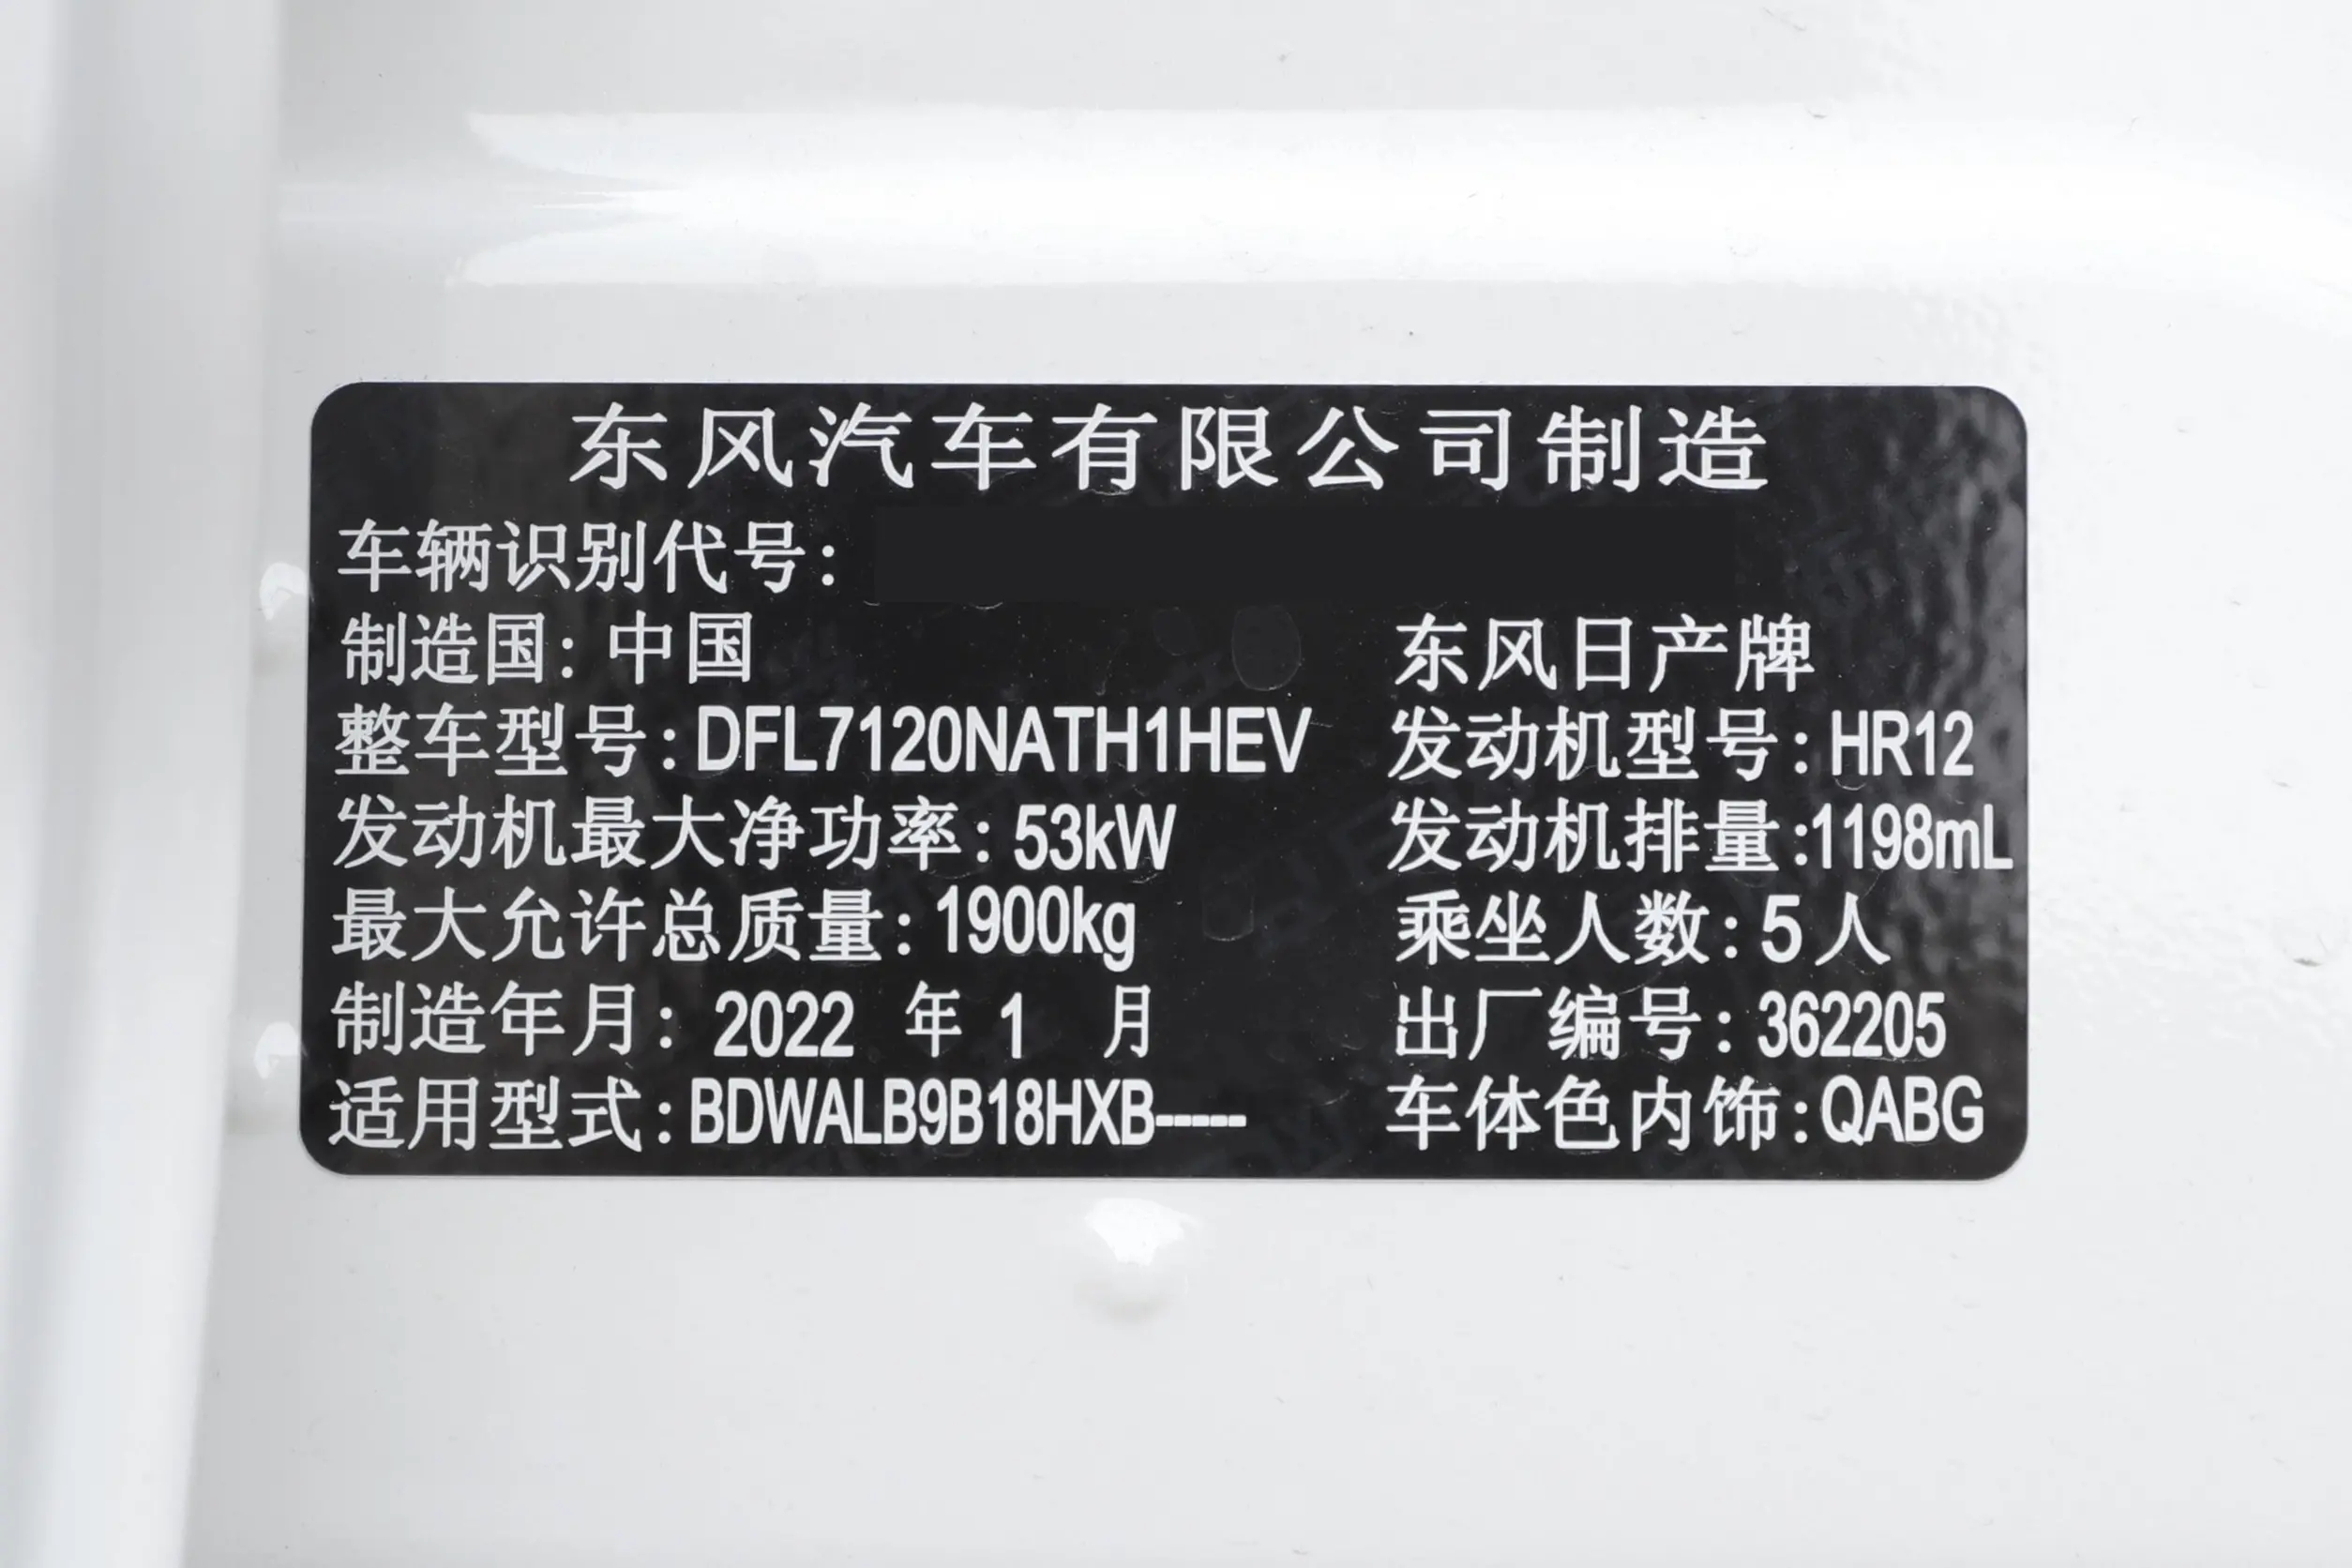 东风汽车有限公司制造
车辆识别代号:
制造国: 中国 东风日产牌
整车型号:DFL7120NATH1HEV 发动机型号:HR12
发动机最大净功率: 53kW 发动机排量:1198mL
最大允许总质量: 1900kg 乘坐人数: 5 人
制造年月: 2022 年 1 月 出厂编号: 362205
适用型式:BDWALB9B18HXB----- 车体色内饰:QABG